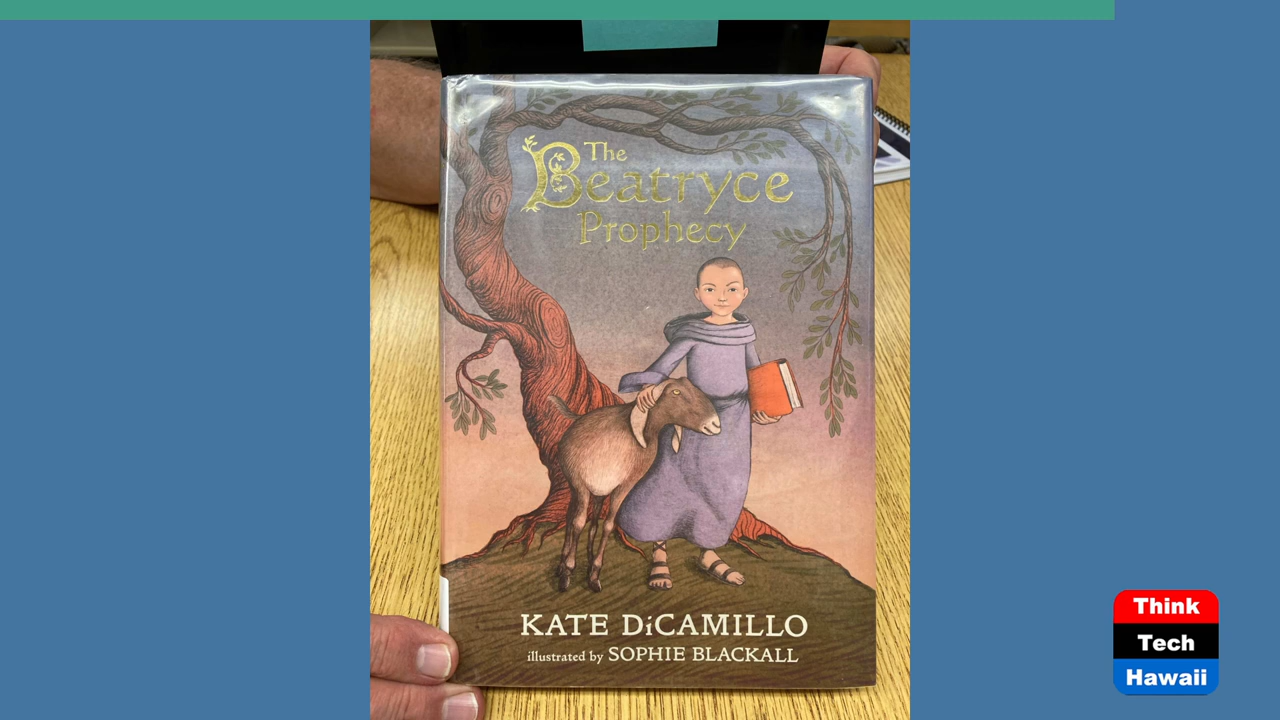 The
Beatryce
Prophecy
KATE DiCAMILLO
illustrated by SOPHIE BLACKALL
Think
Tech
Hawaii